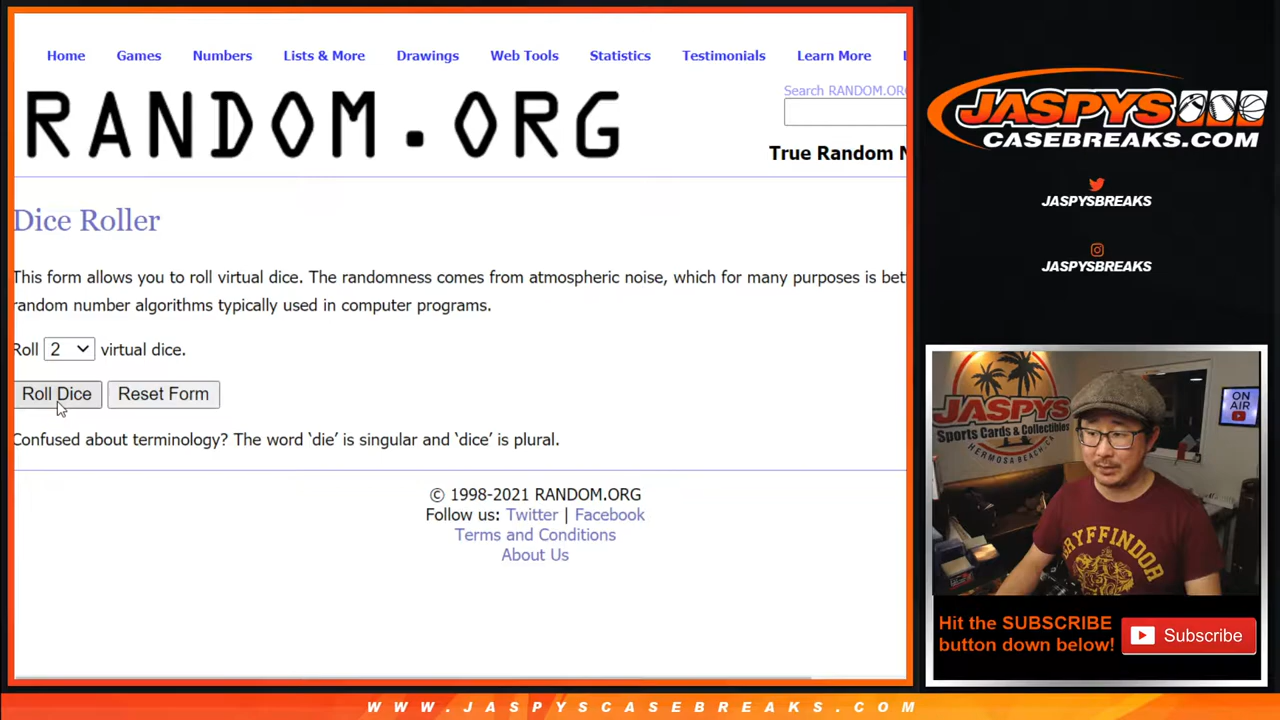 Home Games Numbers Lists & More Drawings Web Tools Statistics Testimonials Learn More
RANDOM.ORG
Search RANDOM.ORG
True Random N
Dice Roller
This form allows you to roll virtual dice. The randomness comes from atmospheric noise, which for many purposes is bet
random number algorithms typically used in computer programs.
Roll 2 virtual dice.
Roll Dice Reset Form
Confused about terminology? The word ‘die’ is singular and ‘dice’ is plural.
© 1998-2021 RANDOM.ORG
Follow us: Twitter | Facebook
Terms and Conditions
About Us
JASPYS
CASEBREAKS.COM
JASPYSBREAKS
JASPYSBREAKS
JASPYS
Sports Cards & Collectibles
HERMOSA BEACH, CA
ON
AIR
GRYFFINDOR
Hit the SUBSCRIBE
button down below!
Subscribe
WWW.JASPYSCASEBREAKS.COM